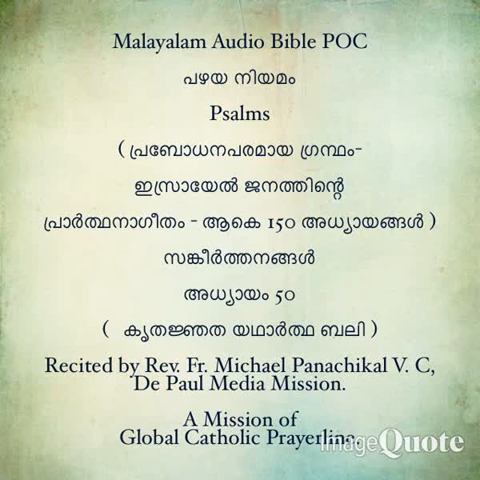 Malayalam Audio Bible POC
പഴയ നിയമം
Psalms
( പ്രബോധനപരമായ ഗ്രന്ഥം-
ഇസ്രായേൽ ജനത്തിന്റെ
പ്രാർത്ഥനാഗീതം - ആകെ 150 അധ്യായങ്ങൾ )
സങ്കീർത്തനങ്ങൾ
അധ്യായം 50
( കൃതജ്ഞത യഥാർത്ഥ ബലി )
Recited by Rev. Fr. Michael Panachikal V. C,
De Paul Media Mission.
A Mission of
Global Catholic Prayerline
ImageQuote